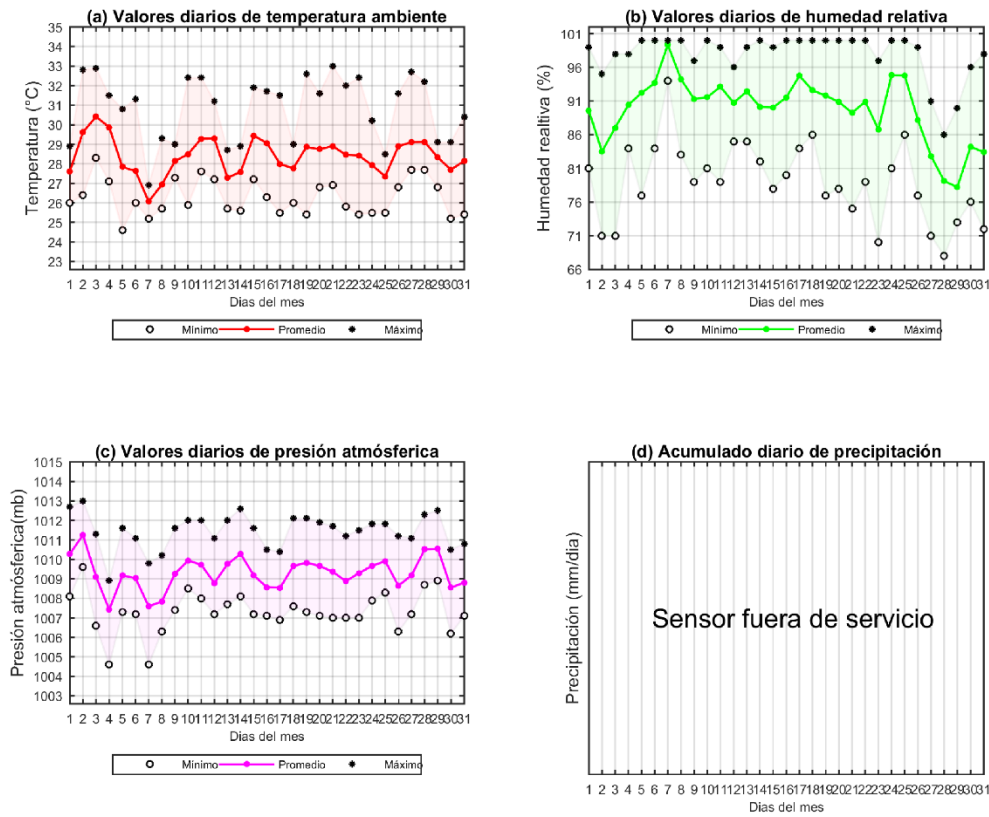 (a) Valores diarios de temperatura ambiente
35
34
33
32
31
30
29
28
27
26
25
24
23
Temperatura (°C)
1 2 3 4 5 6 7 8 9 10 11 12 13 14 15 16 17 18 19 20 21 22 23 24 25 26 27 28 29 30 31
Dias del mes
Mínimo Promedio Máximo
(b) Valores diarios de humedad relativa
101
96
91
86
81
76
71
66
Humedad realtiva (%)
1 2 3 4 5 6 7 8 9 10 11 12 13 14 15 16 17 18 19 20 21 22 23 24 25 26 27 28 29 30 31
Dias del mes
Mínimo Promedio Máximo
(c) Valores diarios de presión atmósferica
1015
1014
1013
1012
1011
1010
1009
1008
1007
1006
1005
1004
1003
Presión atmósferica(mb)
1 2 3 4 5 6 7 8 9 10 11 12 13 14 15 16 17 18 19 20 21 22 23 24 25 26 27 28 29 30 31
Dias del mes
Mínimo Promedio Máximo
(d) Acumulado diario de precipitación
Precipitación (mm/dia)
Sensor fuera de servicio
1 2 3 4 5 6 7 8 9 10 11 12 13 14 15 16 17 18 19 20 21 22 23 24 25 26 27 28 29 30 31
Dias del mes